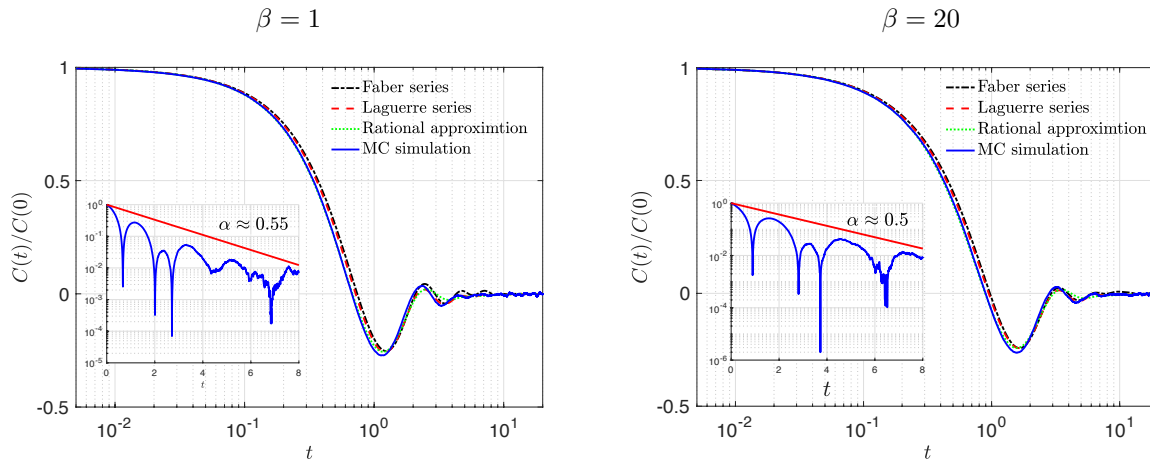 β = 1
1
0.5
0
-0.5
C(t)/C(0)
10^-2
10^-1
10^0
10^1
t
Faber series
Laguerre series
Rational approximtion
MC simulation
α ≈ 0.55
10^0
10^-1
10^-2
10^-3
10^-4
10^-5
0 2 4 6 8
t
β = 20
1
0.5
0
-0.5
C(t)/C(0)
10^-2
10^-1
10^0
10^1
t
Faber series
Laguerre series
Rational approximtion
MC simulation
α ≈ 0.5
10^0
10^-2
10^-4
10^-6
0 2 4 6 8
t